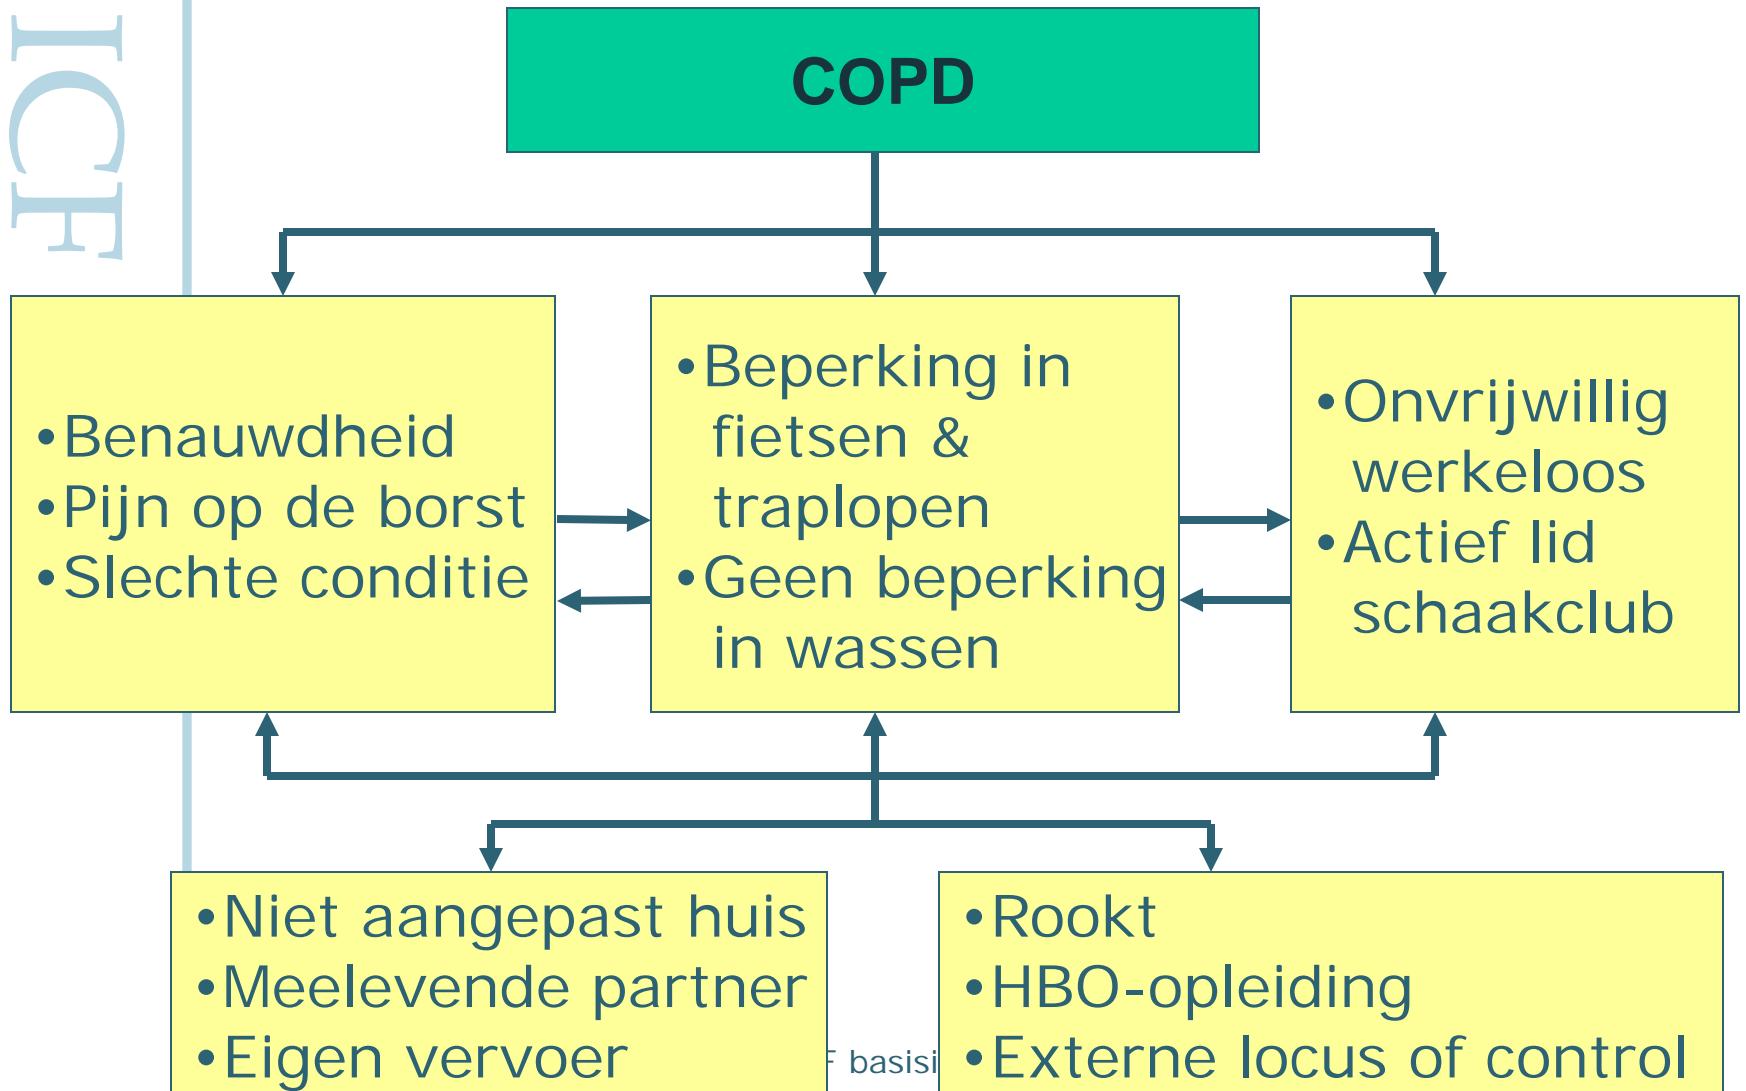 ICF
COPD
•Benauwdheid
•Pijn op de borst
•Slechte conditie
•Beperking in
fietsen &
traplopen
•Geen beperking
in wassen
•Onvrijwillig
werkeloos
•Actief lid
schaakclub
•Niet aangepast huis
•Meelevende partner
•Eigen vervoer
•Rookt
•HBO-opleiding
•Externe locus of control